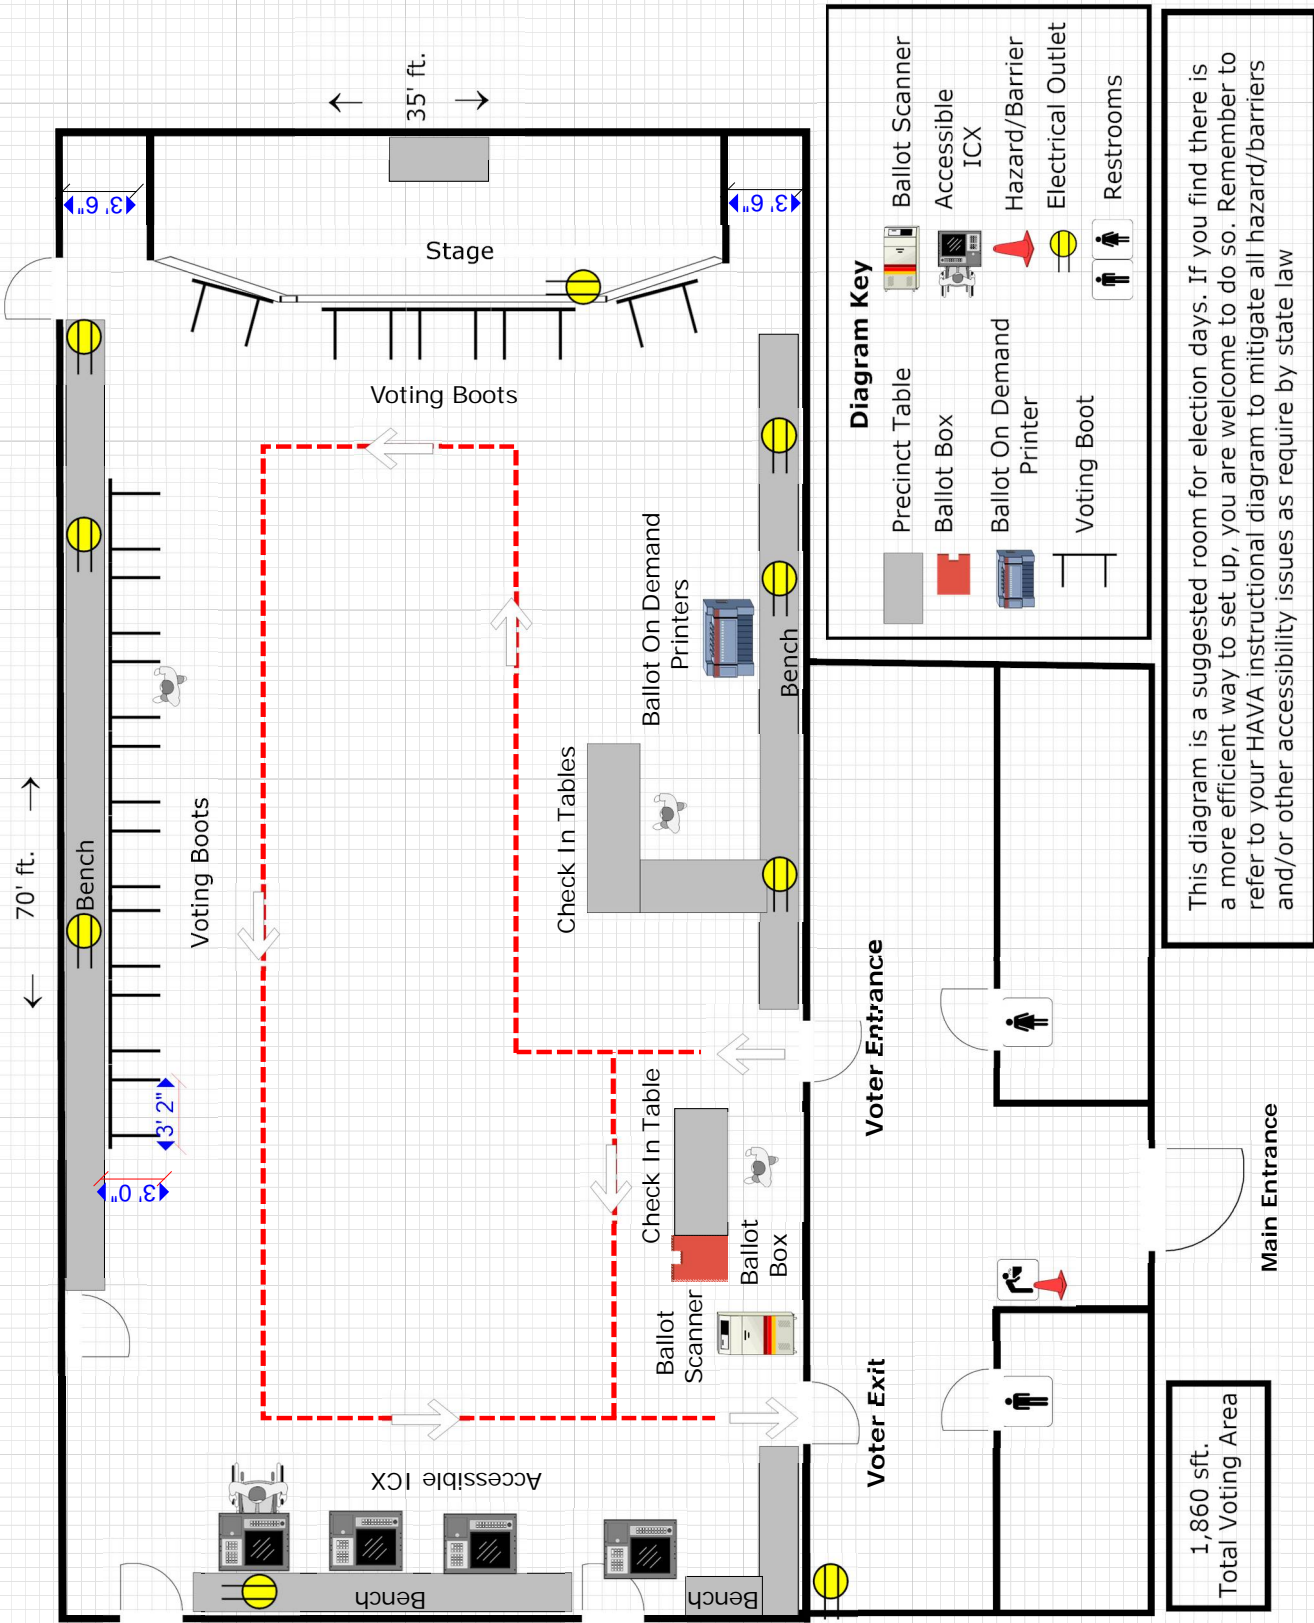 70' ft.
35' ft.
3' 6"
3' 6"
Stage
Voting Boots
Bench
Voting Boots
3' 2"
3' 0"
Ballot On Demand
Printers
Bench
Check In Tables
Check In Table
Ballot
Box
Ballot
Scanner
Accessible ICX
Bench
Bench
Voter Entrance
Voter Exit
Main Entrance
Diagram Key
Precinct Table
Ballot Box
Ballot On Demand
Printer
Voting Boot
Ballot Scanner
Accessible
ICX
Hazard/Barrier
Electrical Outlet
Restrooms
This diagram is a suggested room for election days. If you find there is
a more efficient way to set up, you are welcome to do so. Remember to
refer to your HAVA instructional diagram to mitigate all hazard/barriers
and/or other accessibility issues as require by state law
1,860 sft.
Total Voting Area